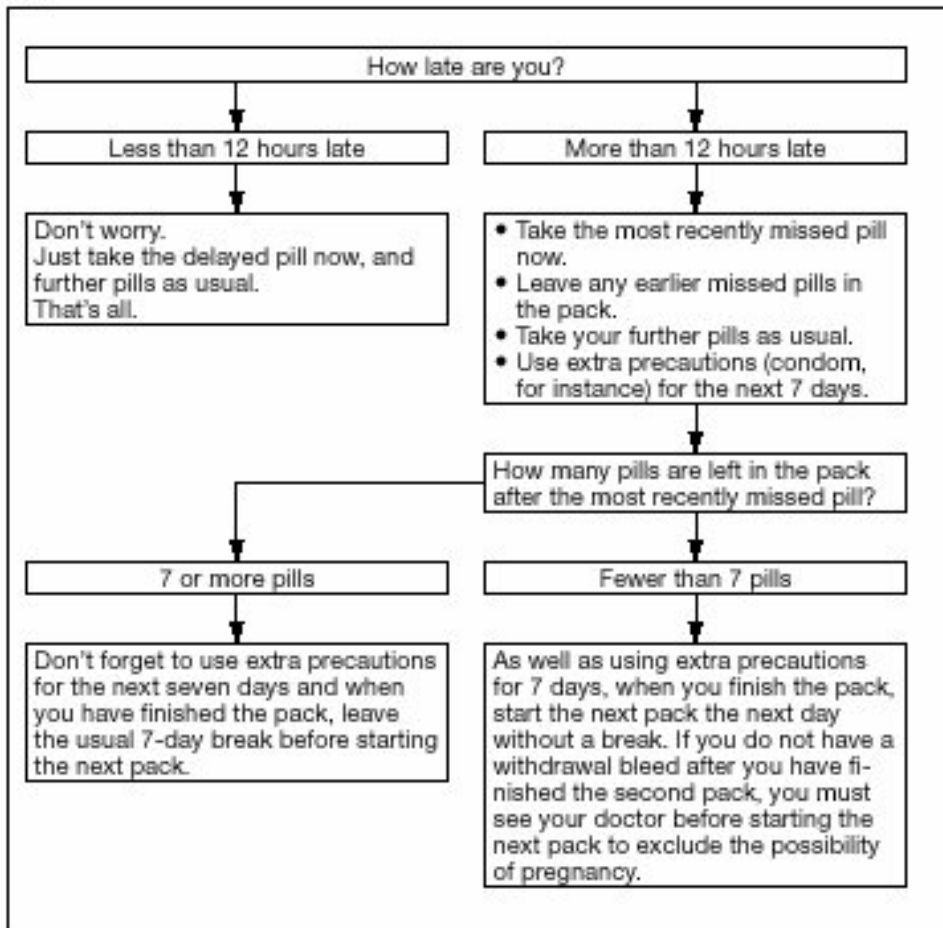 How late are you?
Less than 12 hours late
More than 12 hours late
Don't worry.
Just take the delayed pill now, and
further pills as usual.
That's all.
• Take the most recently missed pill
now.
• Leave any earlier missed pills in
the pack.
• Take your further pills as usual.
• Use extra precautions (condom,
for instance) for the next 7 days.
How many pills are left in the pack
after the most recently missed pill?
7 or more pills
Fewer than 7 pills
Don't forget to use extra precautions
for the next seven days and when
you have finished the pack, leave
the usual 7-day break before starting
the next pack.
As well as using extra precautions
for 7 days, when you finish the pack,
start the next pack the next day
without a break. If you do not have a
withdrawal bleed after you have fi-
nished the second pack, you must
see your doctor before starting the
next pack to exclude the possibility
of pregnancy.